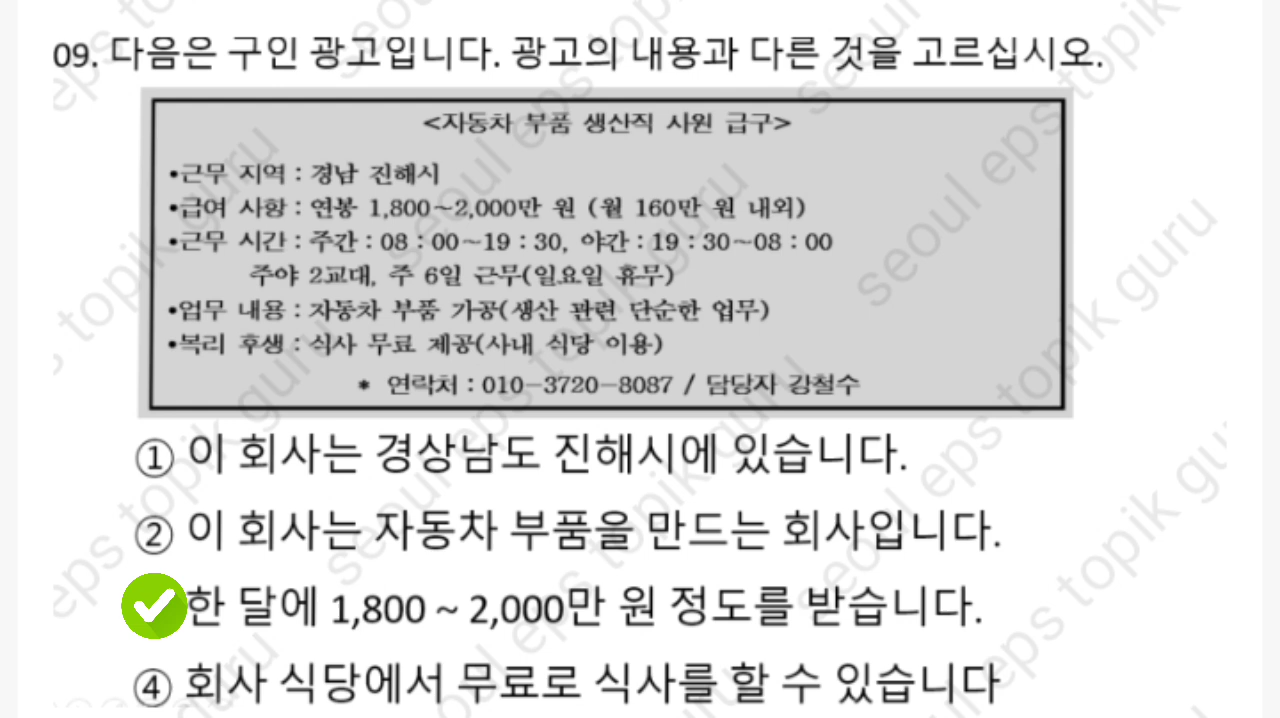 09. 다음은 구인 광고입니다. 광고의 내용과 다른 것을 고르십시오.
<자동차 부품 생산직 사원 급구>
•근무 지역 : 경남 진해시
•급여 사항 : 연봉 1,800~2,000만 원 (월 160만 원 내외)
•근무 시간 : 주간 : 08 : 00~19 : 30, 야간 : 19 : 30~08 : 00
주야 2교대, 주 6일 근무(일요일 휴무)
•업무 내용 : 자동차 부품 가공(생산 관련 단순한 업무)
•복리 후생 : 식사 무료 제공(사내 식당 이용)
* 연락처 : 010-3720-8087 / 담당자 강철수
① 이 회사는 경상남도 진해시에 있습니다.
② 이 회사는 자동차 부품을 만드는 회사입니다.
한 달에 1,800 ~ 2,000만 원 정도를 받습니다.
④ 회사 식당에서 무료로 식사를 할 수 있습니다
seoul eps topik guru